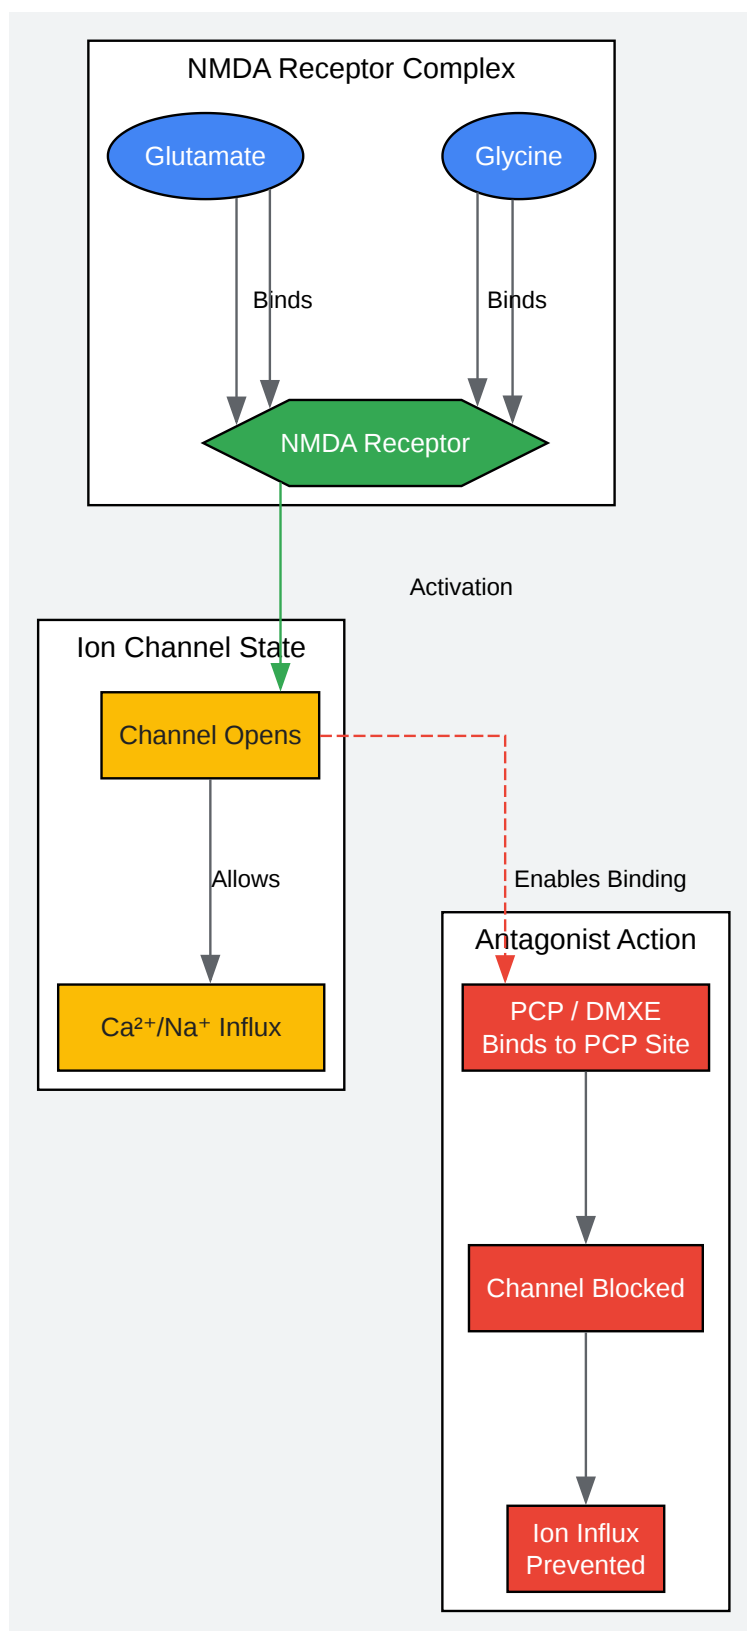 NMDA Receptor Complex
Glutamate
Glycine
Binds
Binds
NMDA Receptor
Activation
Ion Channel State
Channel Opens
Allows
Enables Binding
Antagonist Action
Ca²⁺/Na⁺ Influx
PCP / DMXE
Binds to PCP Site
Channel Blocked
Ion Influx
Prevented